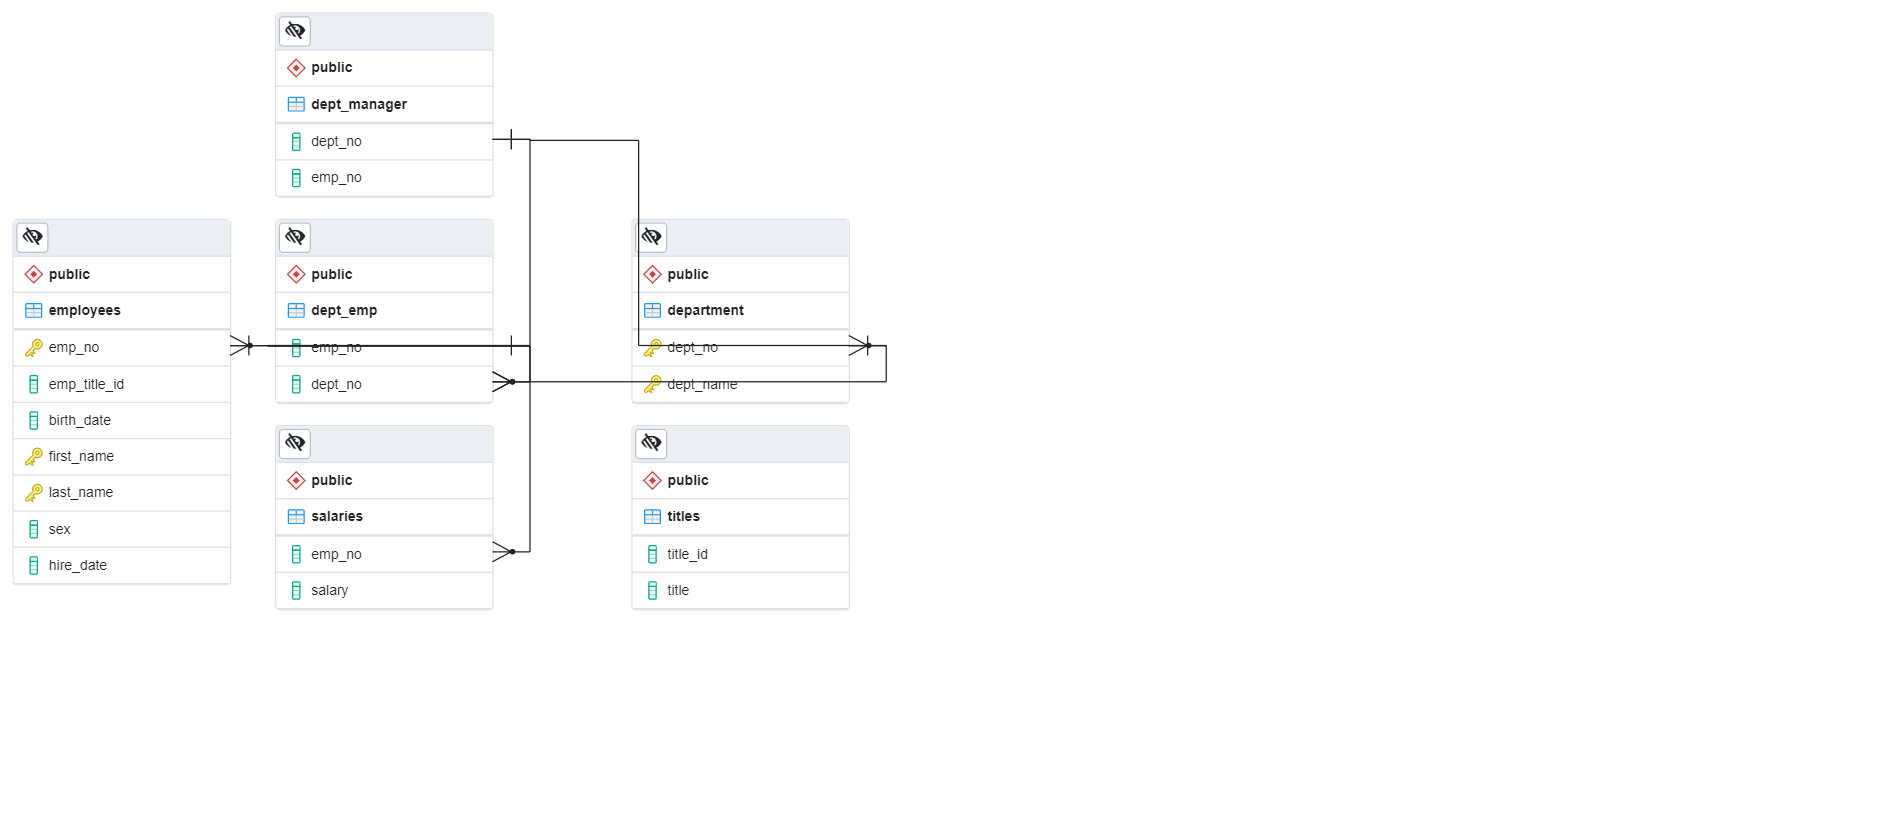 public
dept_manager
dept_no
emp_no
public
employees
emp_no
emp_title_id
birth_date
first_name
last_name
sex
hire_date
public
dept_emp
emp_no
dept_no
public
department
dept_no
dept_name
public
salaries
emp_no
salary
public
titles
title_id
title